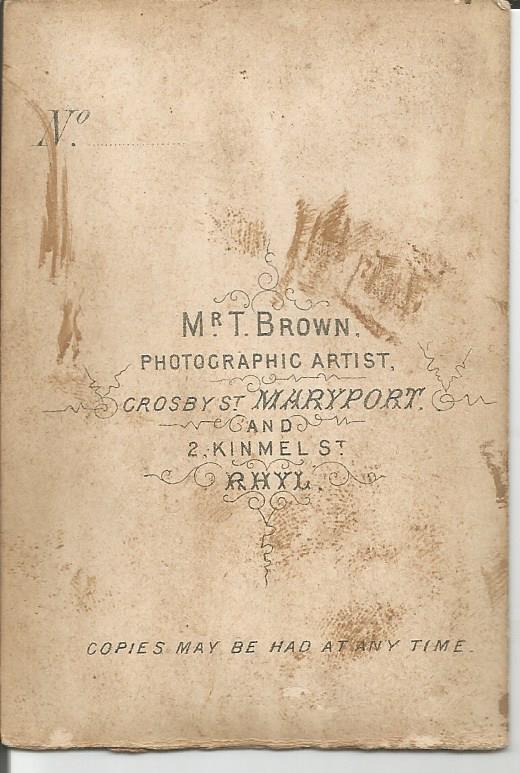 No.
Mr T. BROWN.
PHOTOGRAPHIC ARTIST,
CROSBY ST MARYPORT.
AND
2, KINMEL ST
RHYL.
COPIES MAY BE HAD AT ANY TIME.